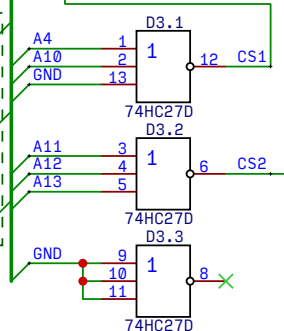 D3.1
A4 1 1 12 CS1
A10 2
GND 13
74HC27D
D3.2
A11 3 1 6 CS2
A12 4
A13 5
74HC27D
D3.3
GND 9 1 8
10
11
74HC27D